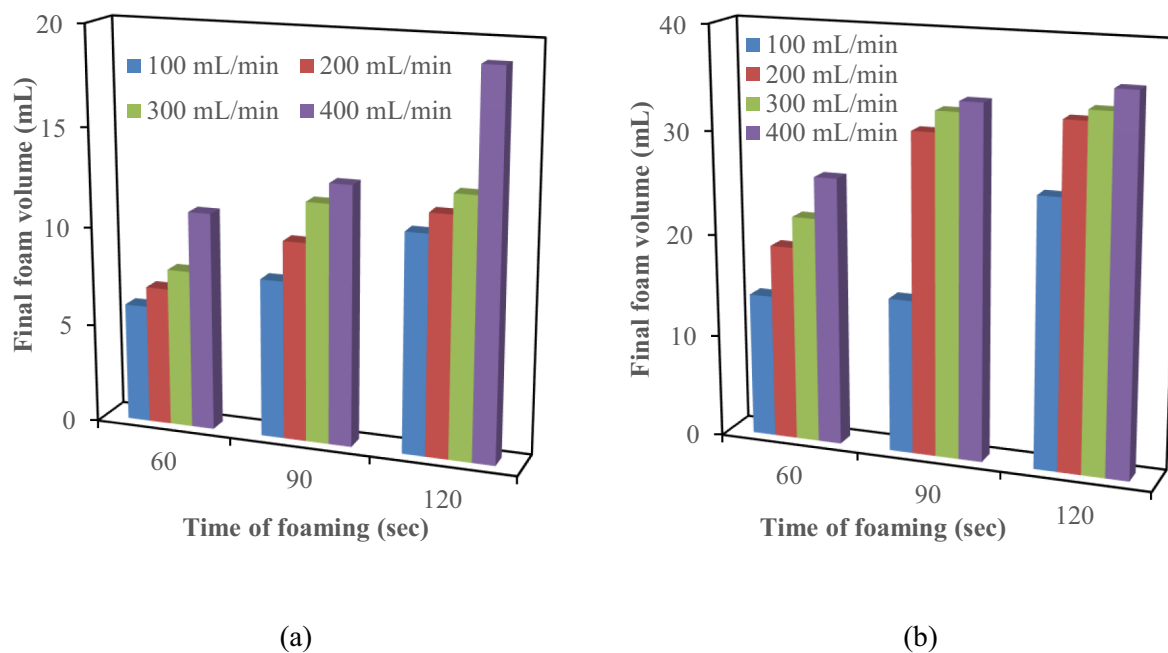 20
15
10
5
0
Final foam volume (mL)
100 mL/min 200 mL/min
300 mL/min 400 mL/min
60
90
120
Time of foaming (sec)
(a)
40
30
20
10
0
Final foam volume (mL)
100 mL/min
200 mL/min
300 mL/min
400 mL/min
60
90
120
Time of foaming (sec)
(b)